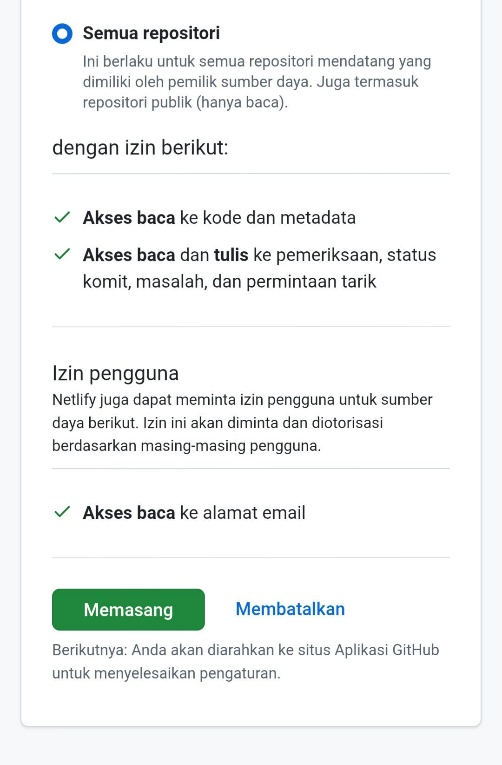 Semua repositori
Ini berlaku untuk semua repositori mendatang yang
dimiliki oleh pemilik sumber daya. Juga termasuk
repositori publik (hanya baca).
dengan izin berikut:
Akses baca ke kode dan metadata
Akses baca dan tulis ke pemeriksaan, status
komit, masalah, dan permintaan tarik
Izin pengguna
Netlify juga dapat meminta izin pengguna untuk sumber
daya berikut. Izin ini akan diminta dan diotorisasi
berdasarkan masing-masing pengguna.
Akses baca ke alamat email
Memasang
Membatalkan
Berikutnya: Anda akan diarahkan ke situs Aplikasi GitHub
untuk menyelesaikan pengaturan.